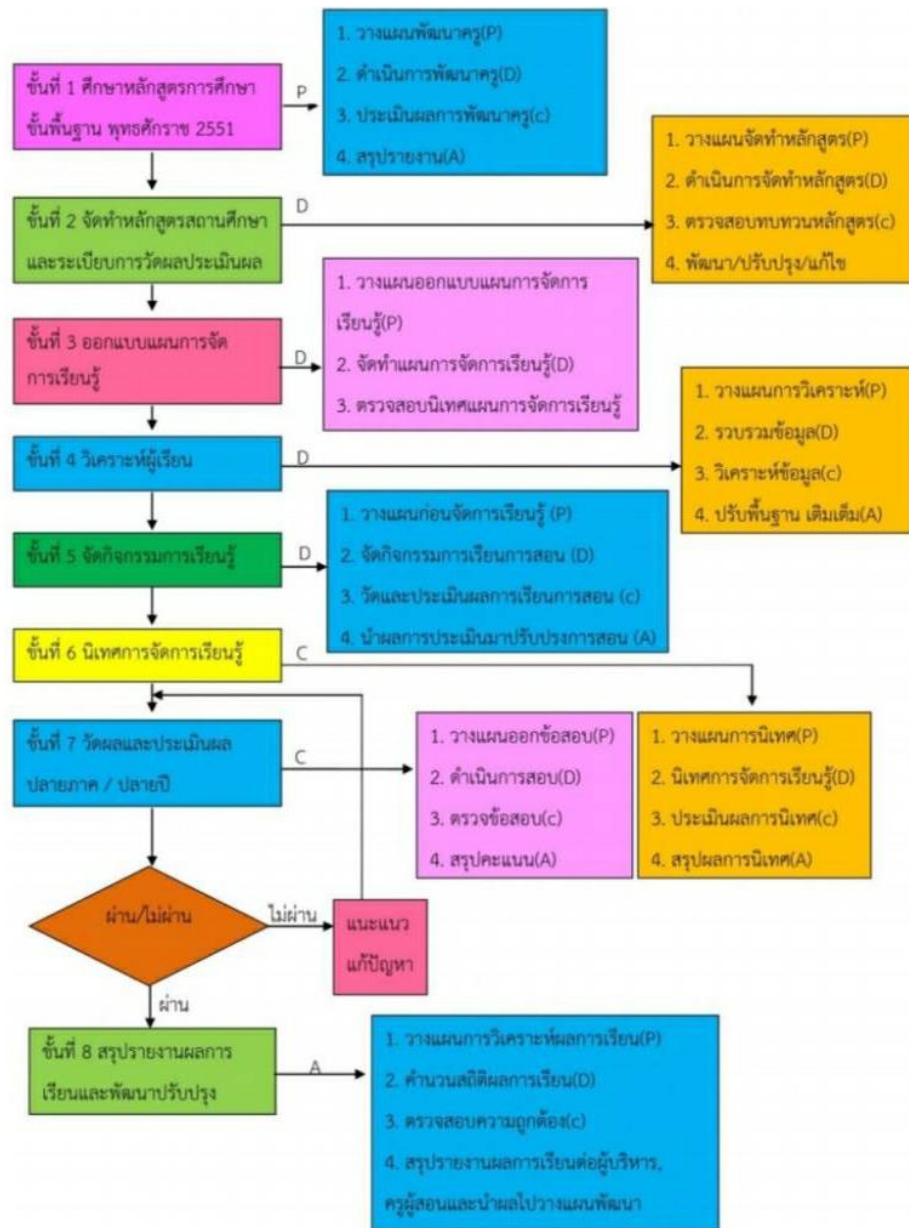 ขั้นที่ 1 ศึกษาหลักสูตรการศึกษา
ขั้นพื้นฐาน พุทธศักราช 2551
P
1. วางแผนพัฒนาครู(P)
2. ดำเนินการพัฒนาครู(D)
3. ประเมินผลการพัฒนาครู(c)
4. สรุปรายงาน(A)
ขั้นที่ 2 จัดทำหลักสูตรสถานศึกษา
และระเบียบการวัดผลประเมินผล
D
1. วางแผนจัดทำหลักสูตร(P)
2. ดำเนินการจัดทำหลักสูตร(D)
3. ตรวจสอบทบทวนหลักสูตร(c)
4. พัฒนา/ปรับปรุง/แก้ไข
ขั้นที่ 3 ออกแบบแผนการจัด
การเรียนรู้
D
1. วางแผนออกแบบแผนการจัดการ
เรียนรู้(P)
2. จัดทำแผนการจัดการเรียนรู้(D)
3. ตรวจสอบนิเทศแผนการจัดการเรียนรู้
ขั้นที่ 4 วิเคราะห์ผู้เรียน
D
1. วางแผนการวิเคราะห์(P)
2. รวบรวมข้อมูล(D)
3. วิเคราะห์ข้อมูล(c)
4. ปรับพื้นฐาน เติมเต็ม(A)
ขั้นที่ 5 จัดกิจกรรมการเรียนรู้
D
1. วางแผนก่อนจัดการเรียนรู้ (P)
2. จัดกิจกรรมการเรียนการสอน (D)
3. วัดและประเมินผลการเรียนการสอน (c)
4. นำผลการประเมินมาปรับปรุงการสอน (A)
ขั้นที่ 6 นิเทศการจัดการเรียนรู้
C
1. วางแผนการนิเทศ(P)
2. นิเทศการจัดการเรียนรู้(D)
3. ประเมินผลการนิเทศ(c)
4. สรุปผลการนิเทศ(A)
ขั้นที่ 7 วัดผลและประเมินผล
ปลายภาค / ปลายปี
C
1. วางแผนออกข้อสอบ(P)
2. ดำเนินการสอบ(D)
3. ตรวจข้อสอบ(c)
4. สรุปคะแนน(A)
ผ่าน/ไม่ผ่าน
ไม่ผ่าน
แนะแนว
แก้ปัญหา
ผ่าน
ขั้นที่ 8 สรุปรายงานผลการ
เรียนและพัฒนาปรับปรุง
A
1. วางแผนการวิเคราะห์ผลการเรียน(P)
2. คำนวนสถิติผลการเรียน(D)
3. ตรวจสอบความถูกต้อง(c)
4. สรุปรายงานผลการเรียนต่อผู้บริหาร,
ครูผู้สอนและนำผลไปวางแผนพัฒนา